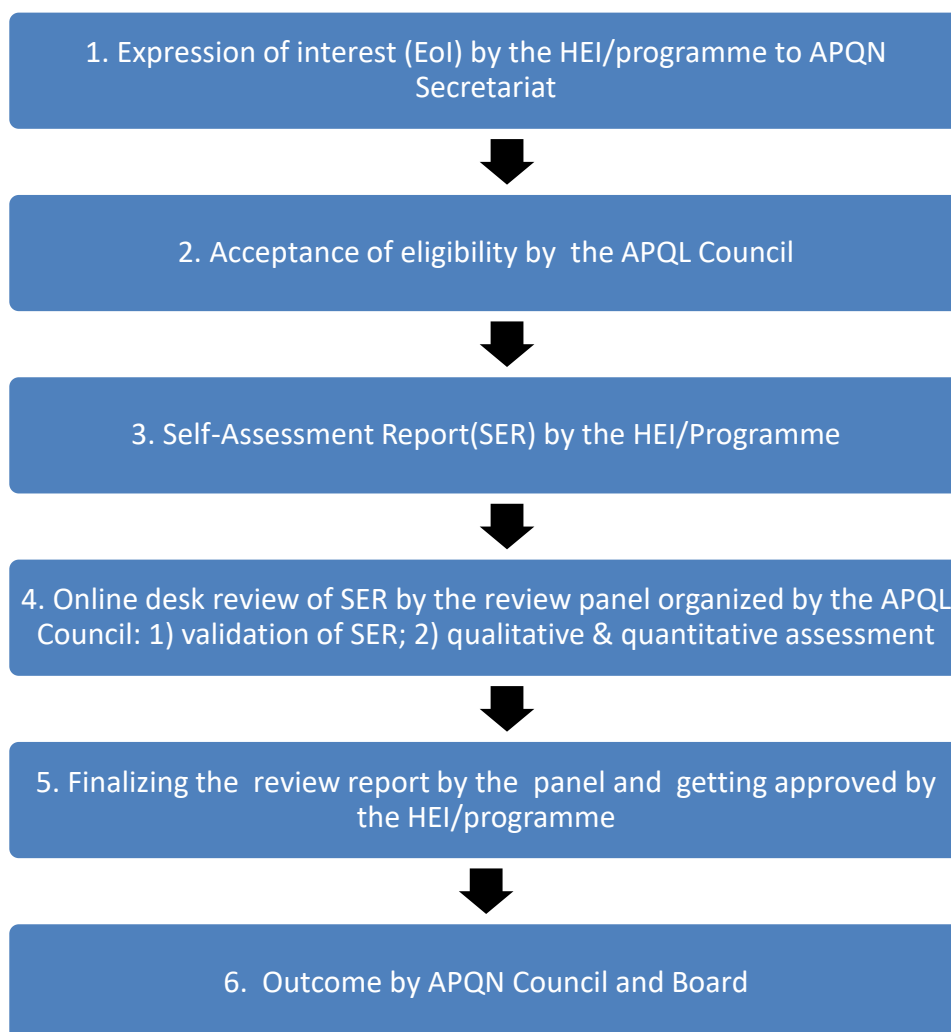 1. Expression of interest (EoI) by the HEI/programme to APQN
Secretariat
2. Acceptance of eligibility by  the APQL Council
3. Self-Assessment Report(SER) by the HEI/Programme
4. Online desk review of SER by the review panel organized by the APQL
Council: 1) validation of SER; 2) qualitative & quantitative assessment
5. Finalizing the  review report by the  panel and  getting approved by
the HEI/programme
6.  Outcome by APQN Council and Board